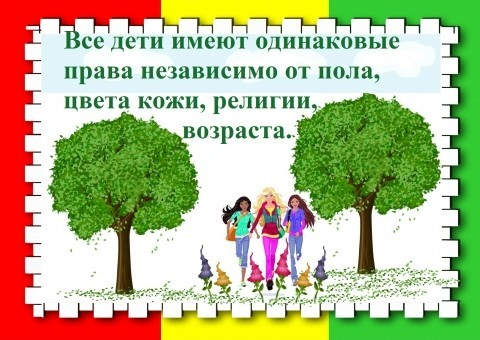 Все дети имеют одинаковые
права независимо от пола,
цвета кожи, религии,
возраста.